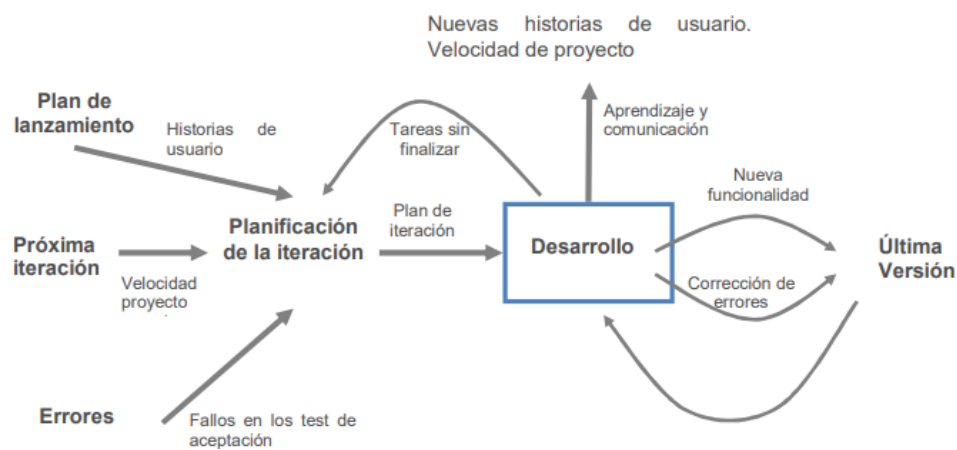 Nuevas historias de usuario.
Velocidad de proyecto
Plan de
lanzamiento
Historias de
usuario
Tareas sin
finalizar
Aprendizaje y
comunicación
Nueva
funcionalidad
Próxima
iteración
Velocidad
proyecto
Planificación
de la iteración
Plan de
iteración
Desarrollo
Corrección de
errores
Última
Versión
Errores
Fallos en los test de
aceptación